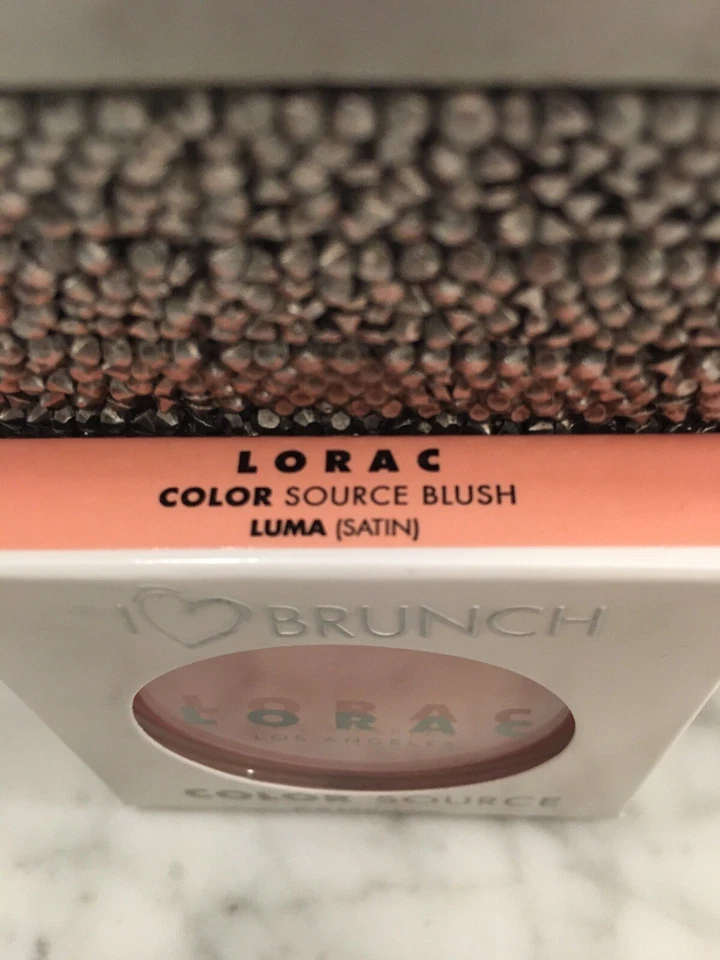 LORAC
COLOR SOURCE BLUSH
LUMA (SATIN)
I ♡ BRUNCH
LORAC
LOS ANGELES
COLOR SOURCE